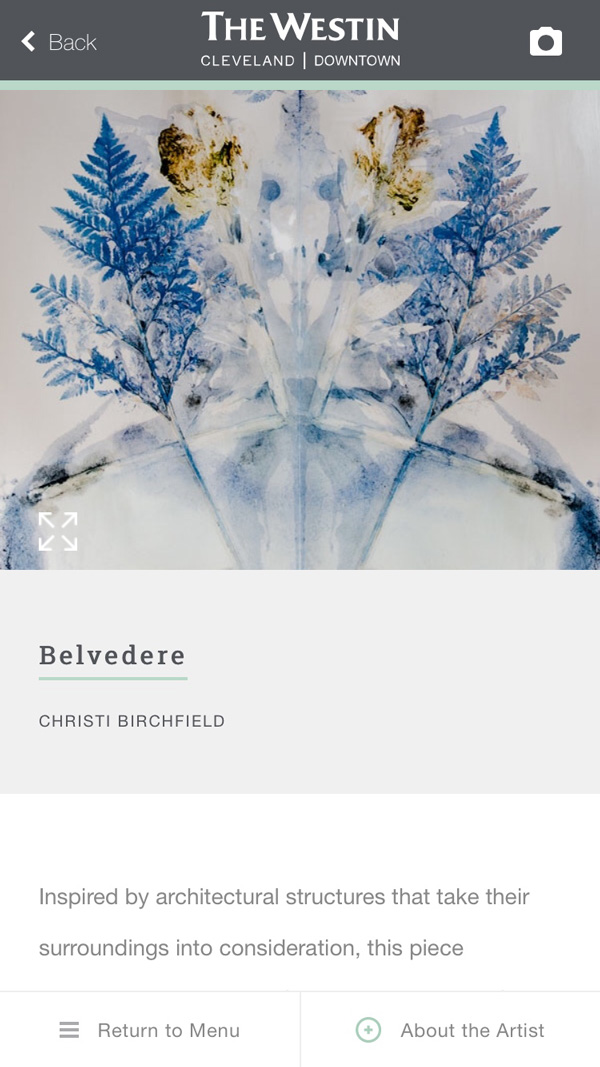 Back
THE WESTIN
CLEVELAND | DOWNTOWN
Belvedere
CHRISTI BIRCHFIELD
Inspired by architectural structures that take their
surroundings into consideration, this piece
Return to Menu
About the Artist